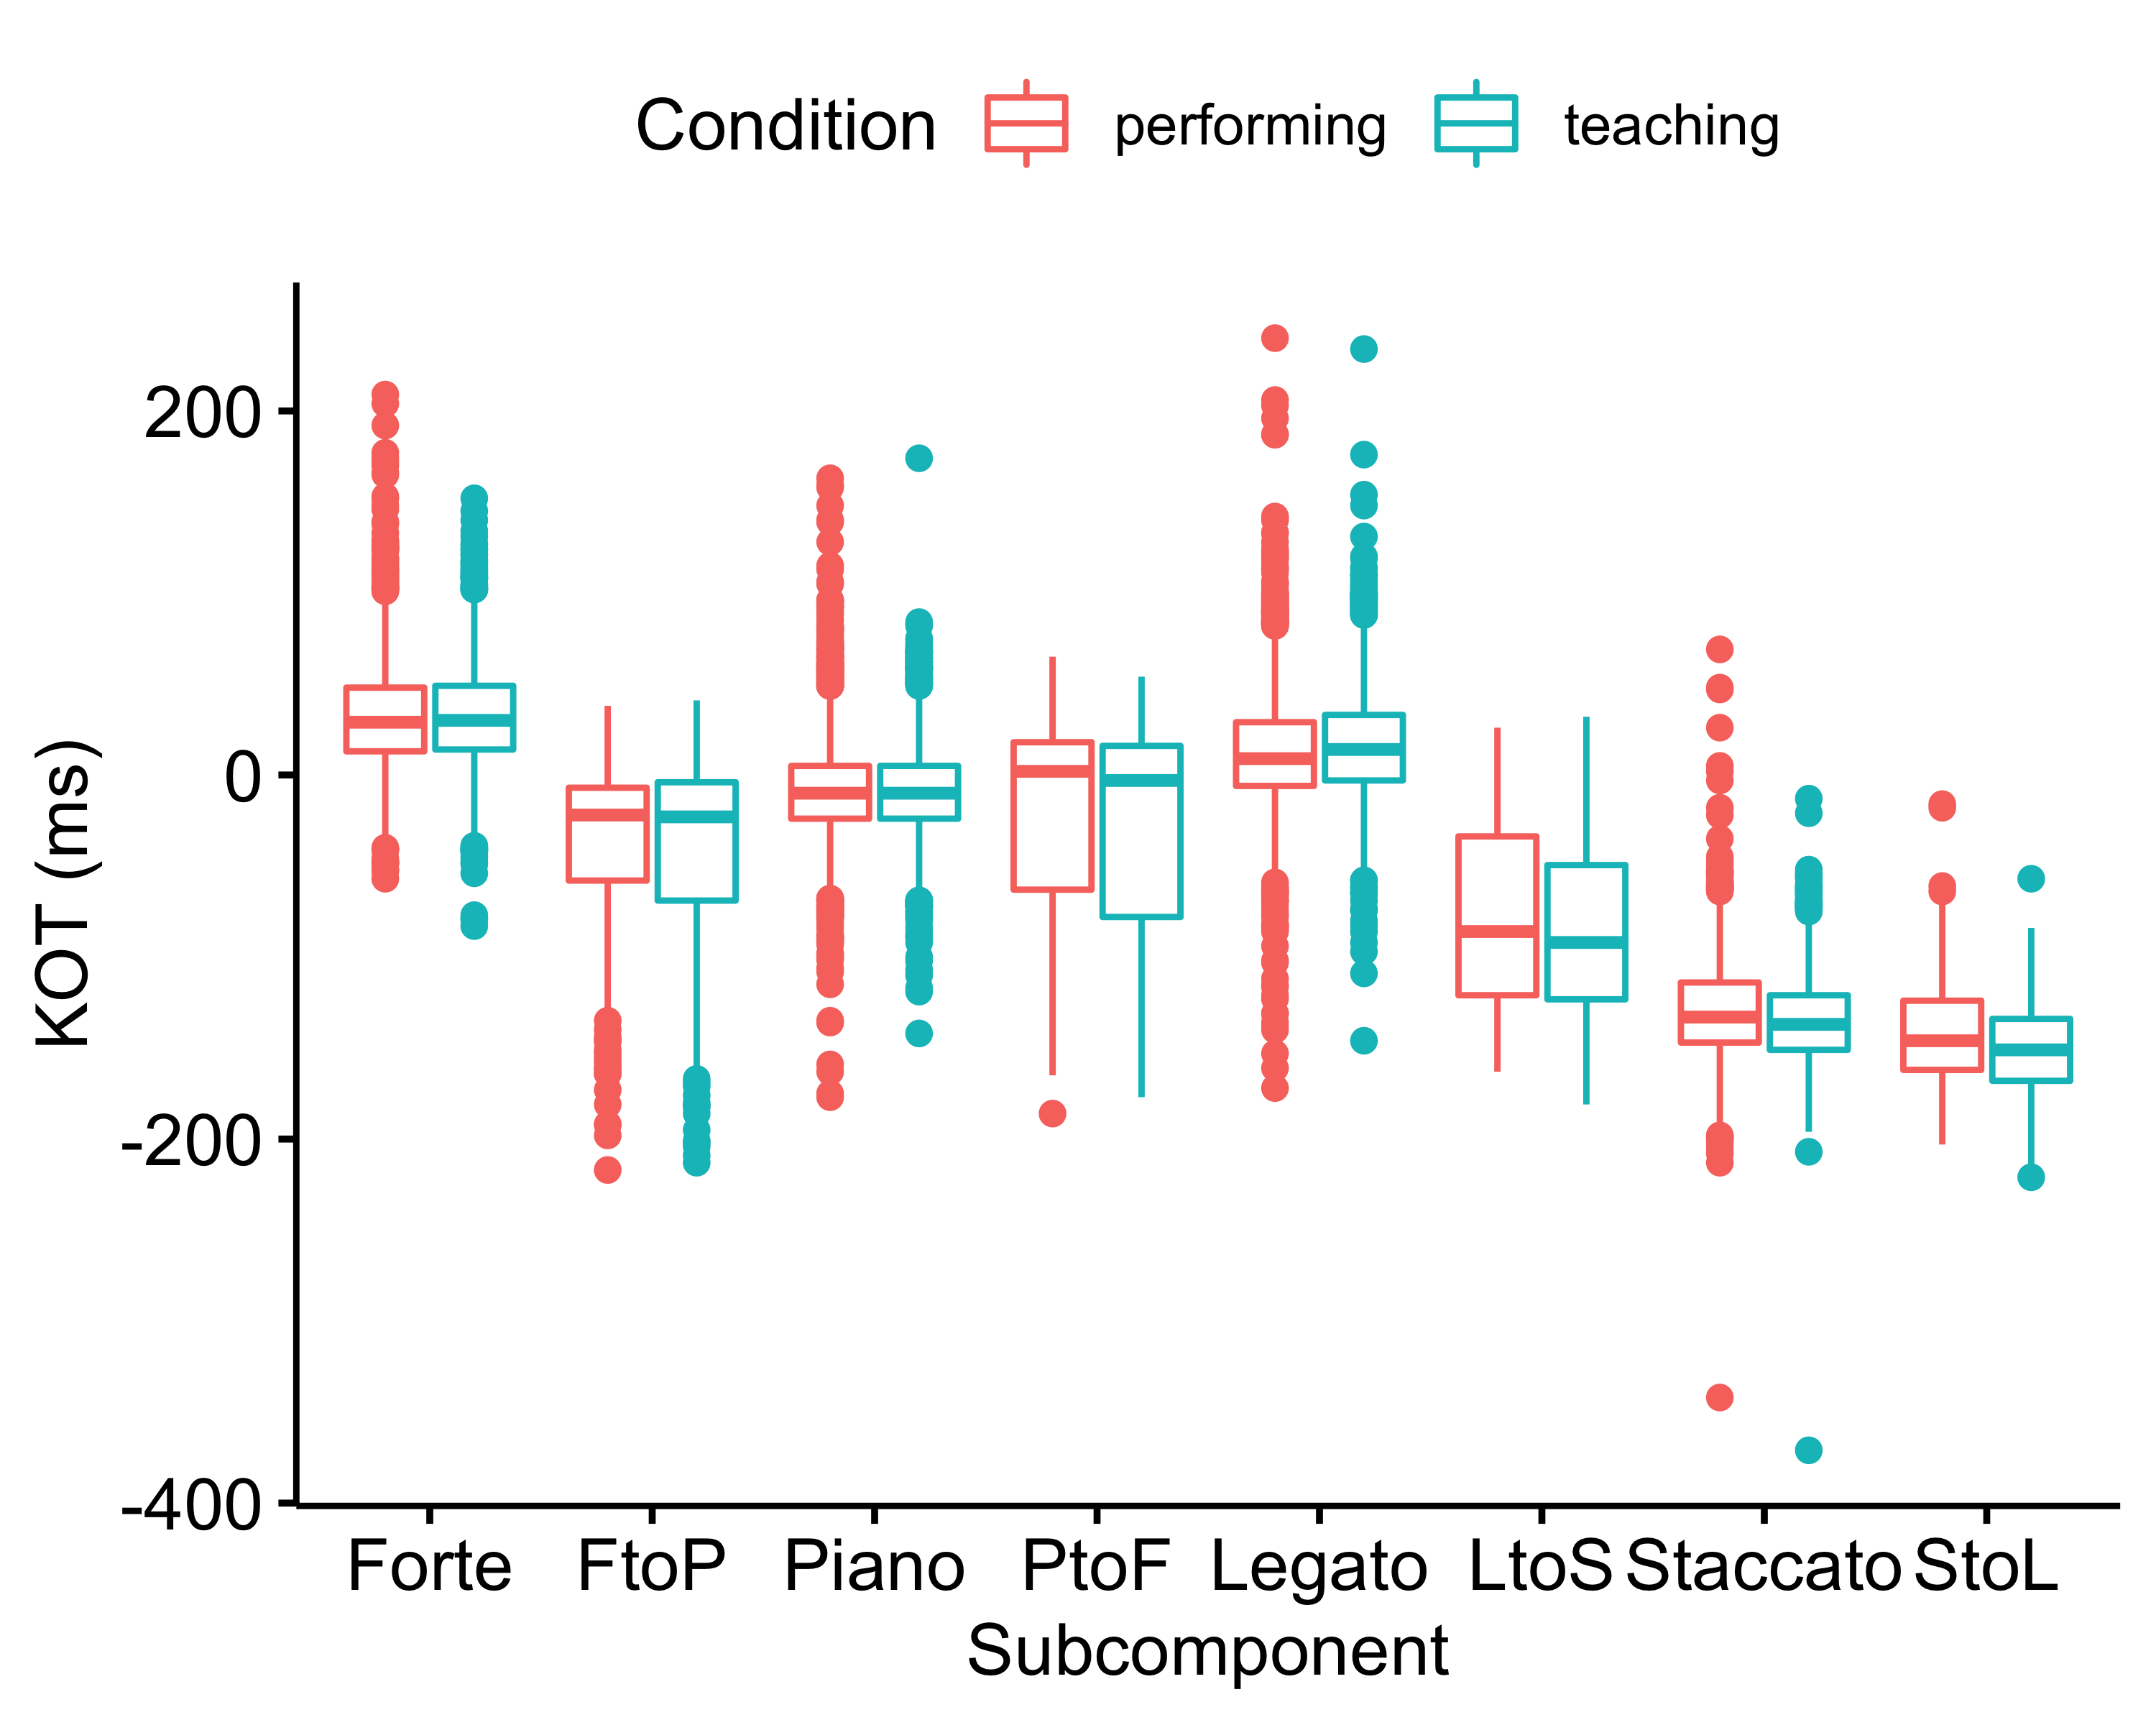 Condition performing teaching
200
0
-200
-400
KOT (ms)
Forte FtoP Piano PtoF Legato LtoS Staccato StoL
Subcomponent